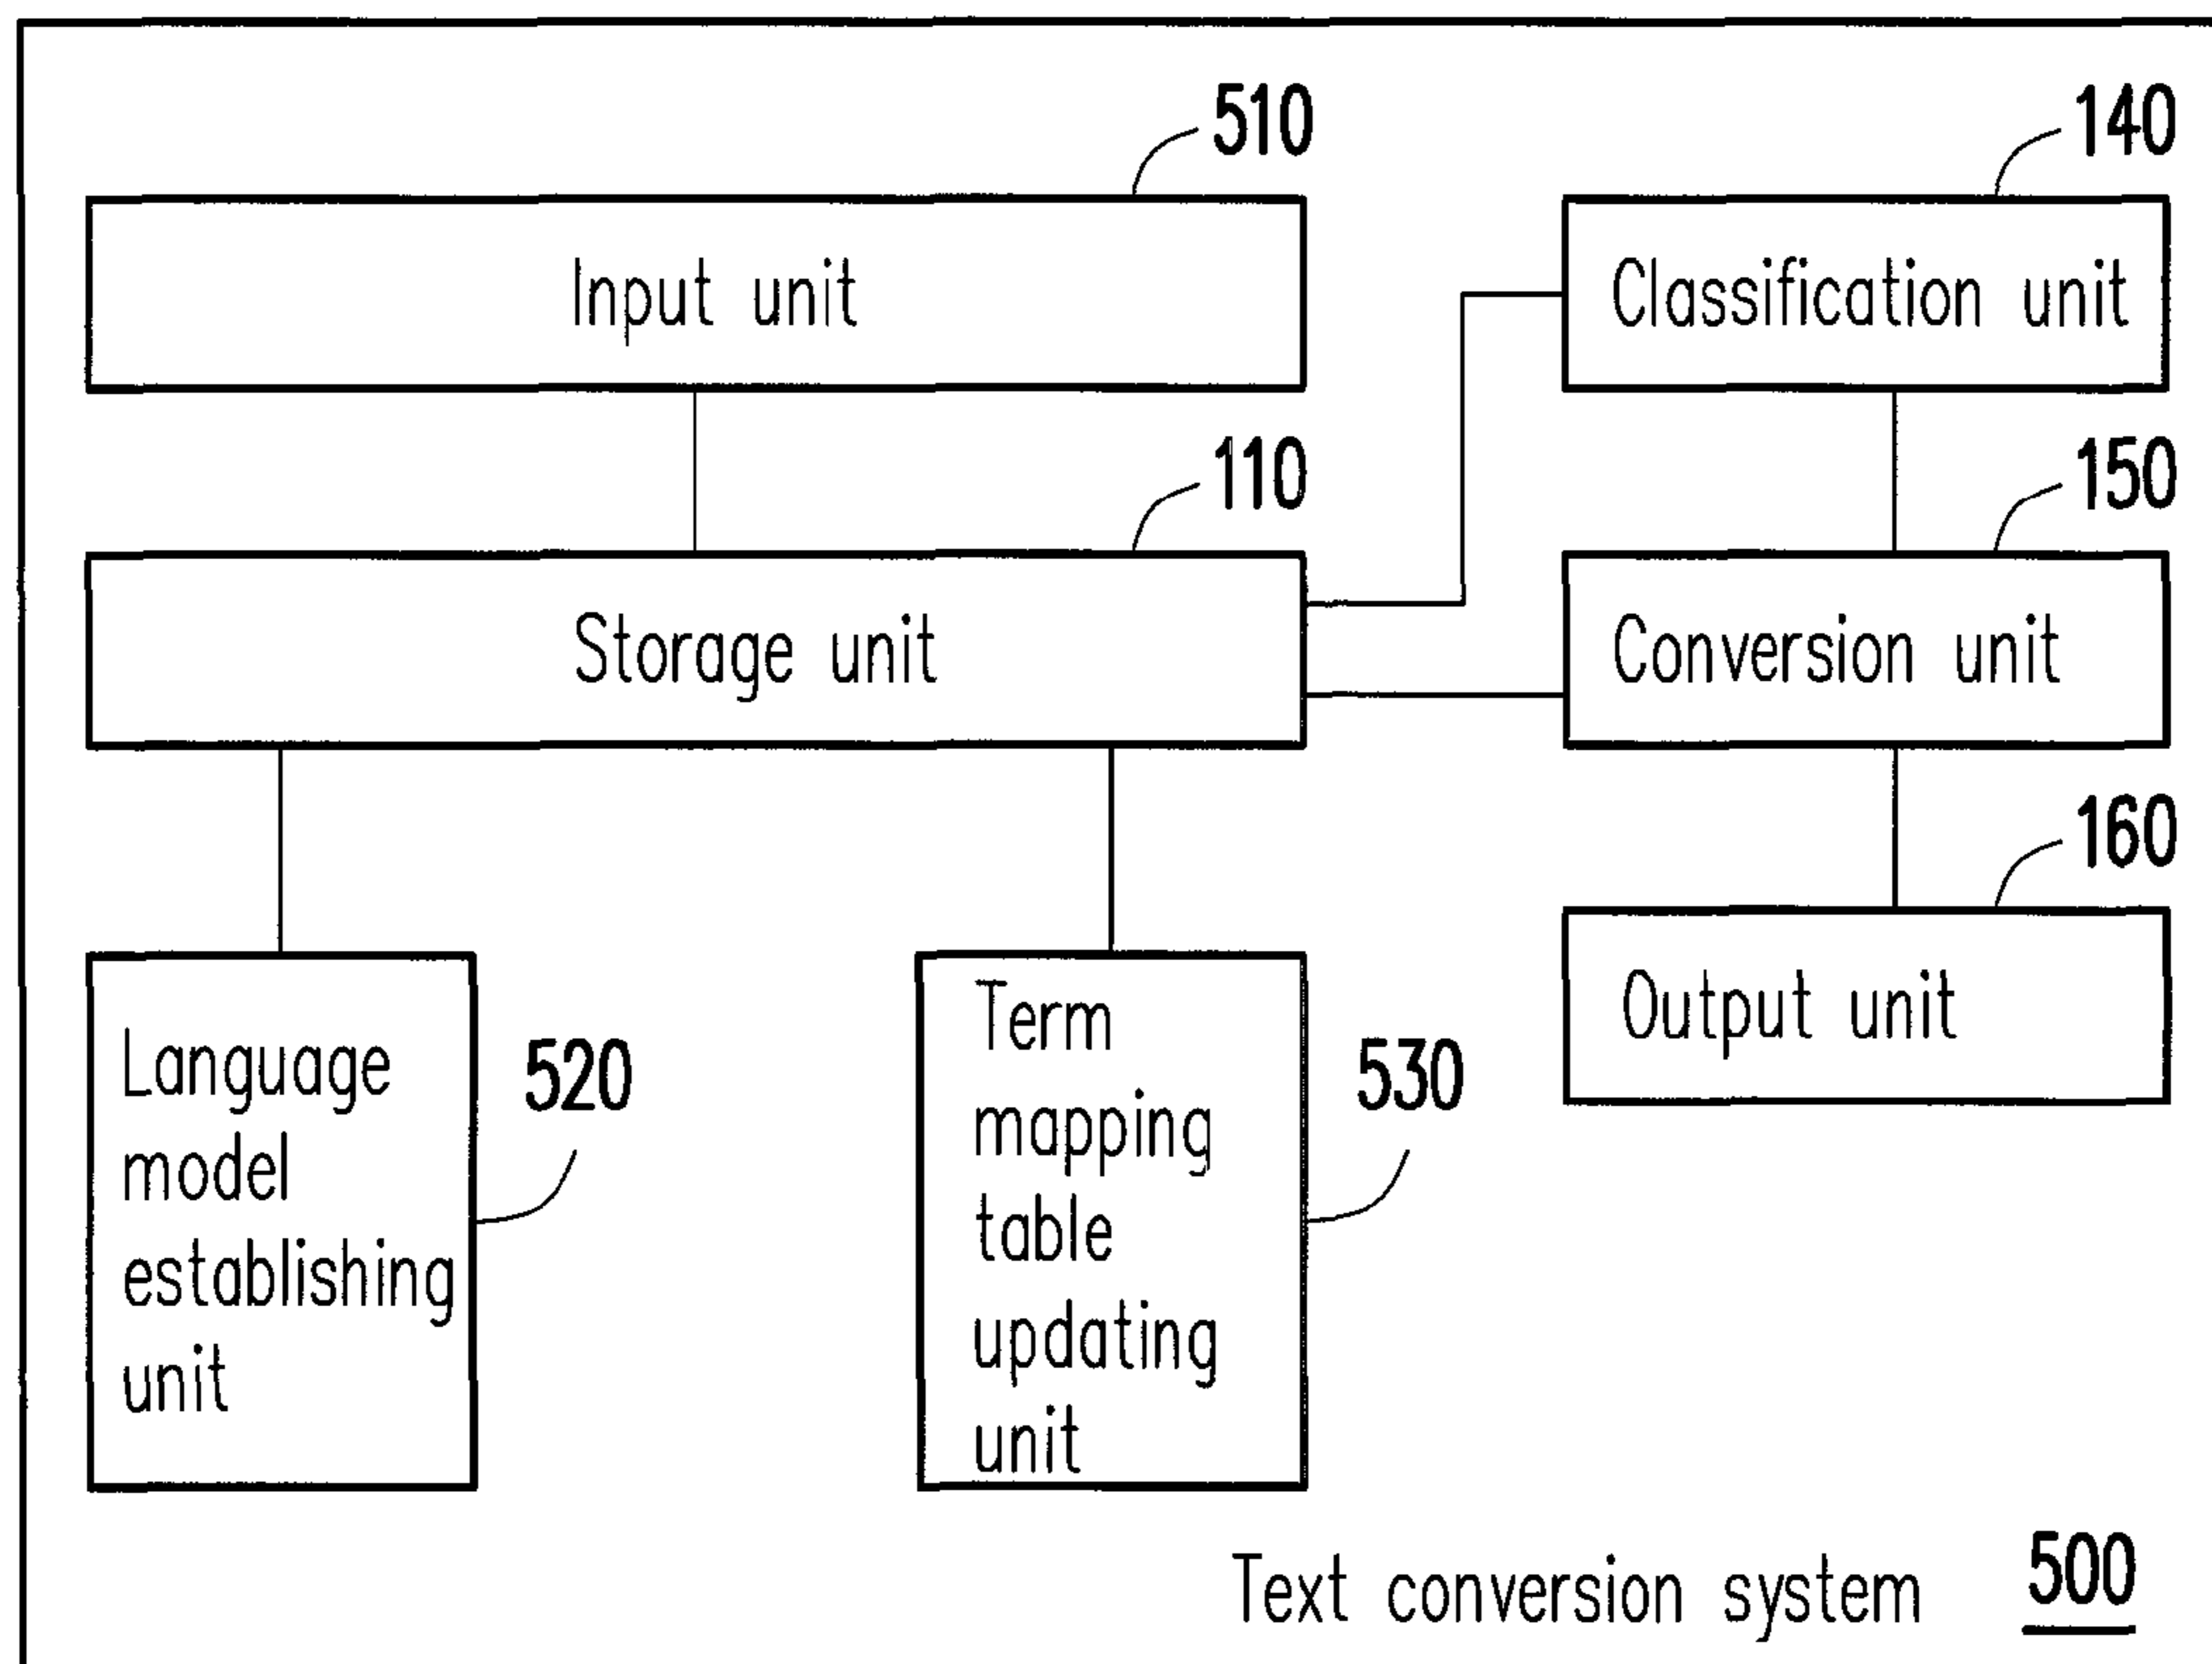 510
Input unit
140
Classification unit
110
Storage unit
150
Conversion unit
160
Output unit
Language
model
establishing
unit
520
Term
mapping
table
updating
unit
530
Text conversion system 500